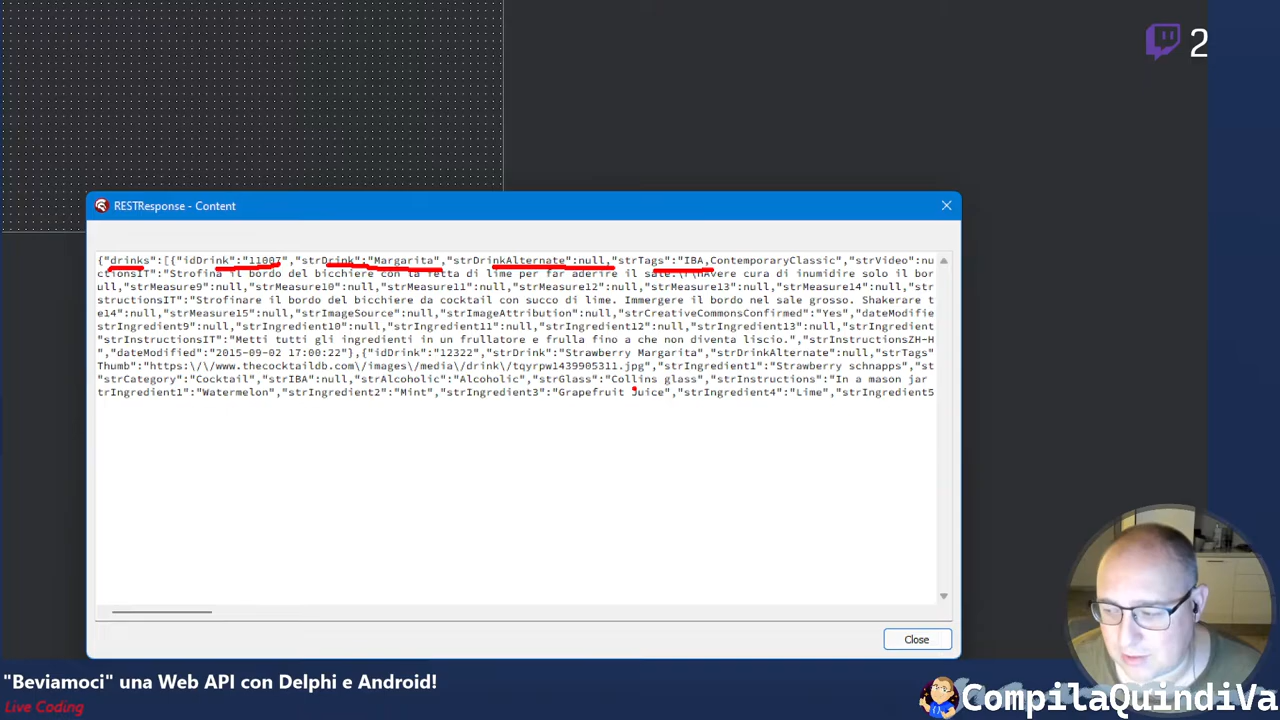 2
RESTResponse - Content
{"drinks":[{"idDrink":"11007","strDrink":"Margarita","strDrinkAlternate":null,"strTags":"IBA,ContemporaryClassic","strVideo":nu
ctionsIT":"Strofina il bordo del bicchiere con la fetta di lime per far aderire il sale.\r\nAvere cura di inumidire solo il bor
ull,"strMeasure9":null,"strMeasure10":null,"strMeasure11":null,"strMeasure12":null,"strMeasure13":null,"strMeasure14":null,"str
structionsIT":"Strofinare il bordo del bicchiere da cocktail con succo di lime. Immergere il bordo nel sale grosso. Shakerare t
e14":null,"strMeasure15":null,"strImageSource":null,"strImageAttribution":null,"strCreativeCommonsConfirmed":"Yes","dateModifie
strIngredient9":null,"strIngredient10":null,"strIngredient11":null,"strIngredient12":null,"strIngredient13":null,"strIngredient
"strInstructionsIT":"Metti tutti gli ingredienti in un frullatore e frulla fino a che non diventa liscio.","strInstructionsZH-H
","dateModified":"2015-09-02 17:00:22"},{"idDrink":"12322","strDrink":"Strawberry Margarita","strDrinkAlternate":null,"strTags"
Thumb":"https:\/\/www.thecocktaildb.com\/images\/media\/drink\/tqyrpw1439905311.jpg","strIngredient1":"Strawberry schnapps","st
"strCategory":"Cocktail","strIBA":null,"strAlcoholic":"Alcoholic","strGlass":"Collins glass","strInstructions":"In a mason jar
trIngredient1":"Watermelon","strIngredient2":"Mint","strIngredient3":"Grapefruit Juice","strIngredient4":"Lime","strIngredient5
Close
"Beviamoci" una Web API con Delphi e Android!
Live Coding
CompilaQuindiVa